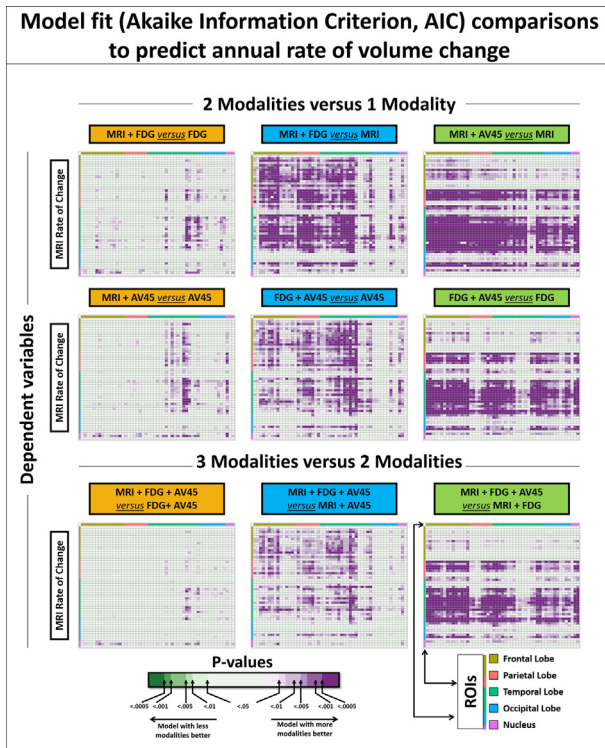 Model fit (Akaike Information Criterion, AIC) comparisons
to predict annual rate of volume change
2 Modalities versus 1 Modality
MRI + FDG versus FDG
MRI + FDG versus MRI
MRI + AV45 versus MRI
MRI Rate of Change
MRI + AV45 versus AV45
FDG + AV45 versus AV45
FDG + AV45 versus FDG
MRI Rate of Change
Dependent variables
3 Modalities versus 2 Modalities
MRI + FDG + AV45
versus FDG+ AV45
MRI + FDG + AV45
versus MRI + AV45
MRI + FDG + AV45
versus MRI + FDG
MRI Rate of Change
P-values
<.0005 <.001 <.005 <.01 <.05 <.01 <.005 <.001 <.0005
Model with less
modalities better
Model with more
modalities better
ROIs
Frontal Lobe
Parietal Lobe
Temporal Lobe
Occipital Lobe
Nucleus